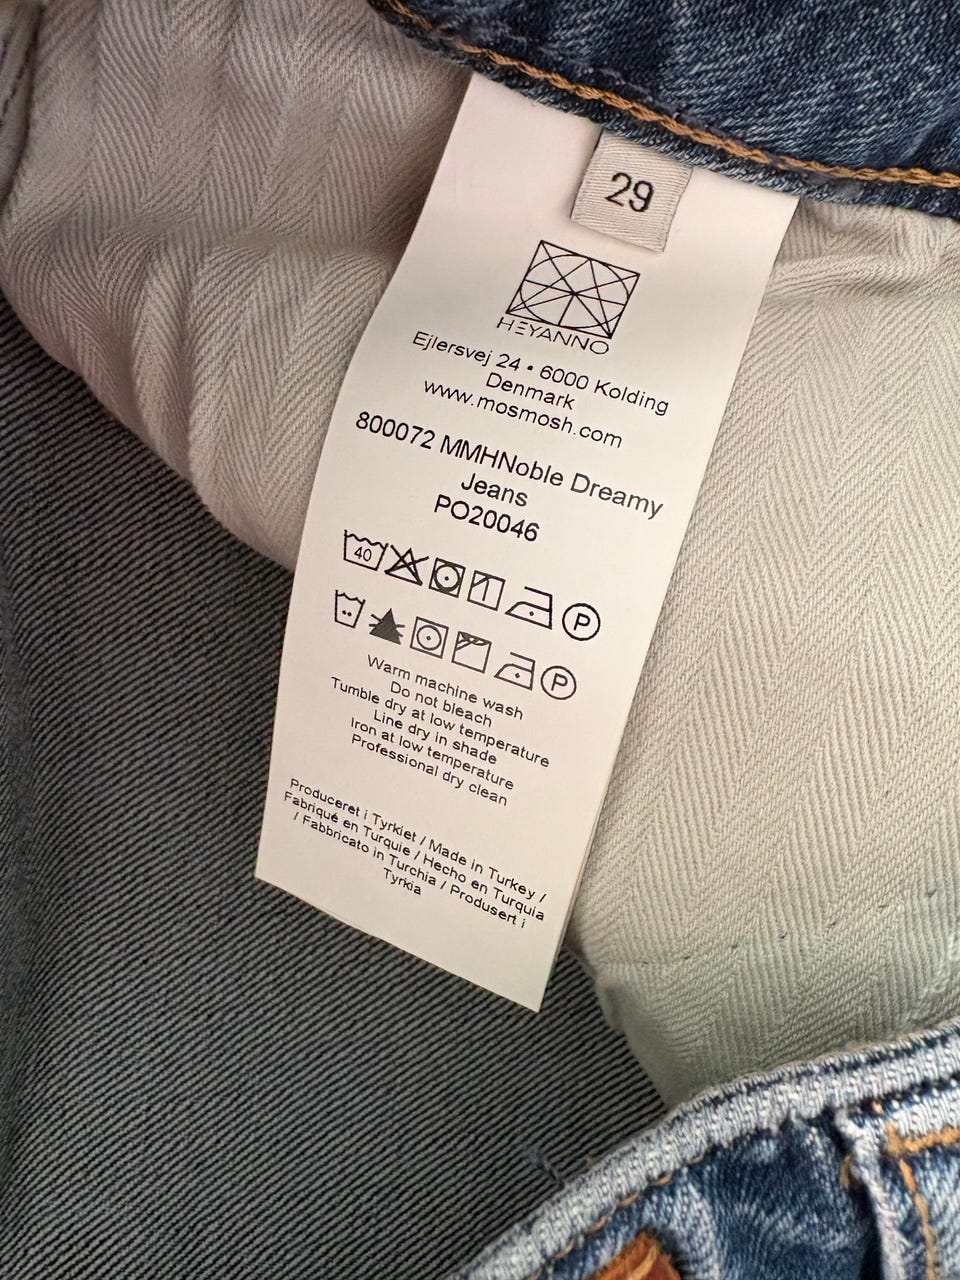 29
HEYANNO
Ejlersvej 24 • 6000 Kolding
Denmark
www.mosmosh.com
800072 MMHNoble Dreamy
Jeans
PO20046
40
P
P
Warm machine wash
Do not bleach
Tumble dry at low temperature
Line dry in shade
Iron at low temperature
Professional dry clean
Produceret i Tyrkiet / Made in Turkey /
Fabriqué en Turquie / Hecho en Turquia
/ Fabbricato in Turchia / Produsert i
Tyrkia